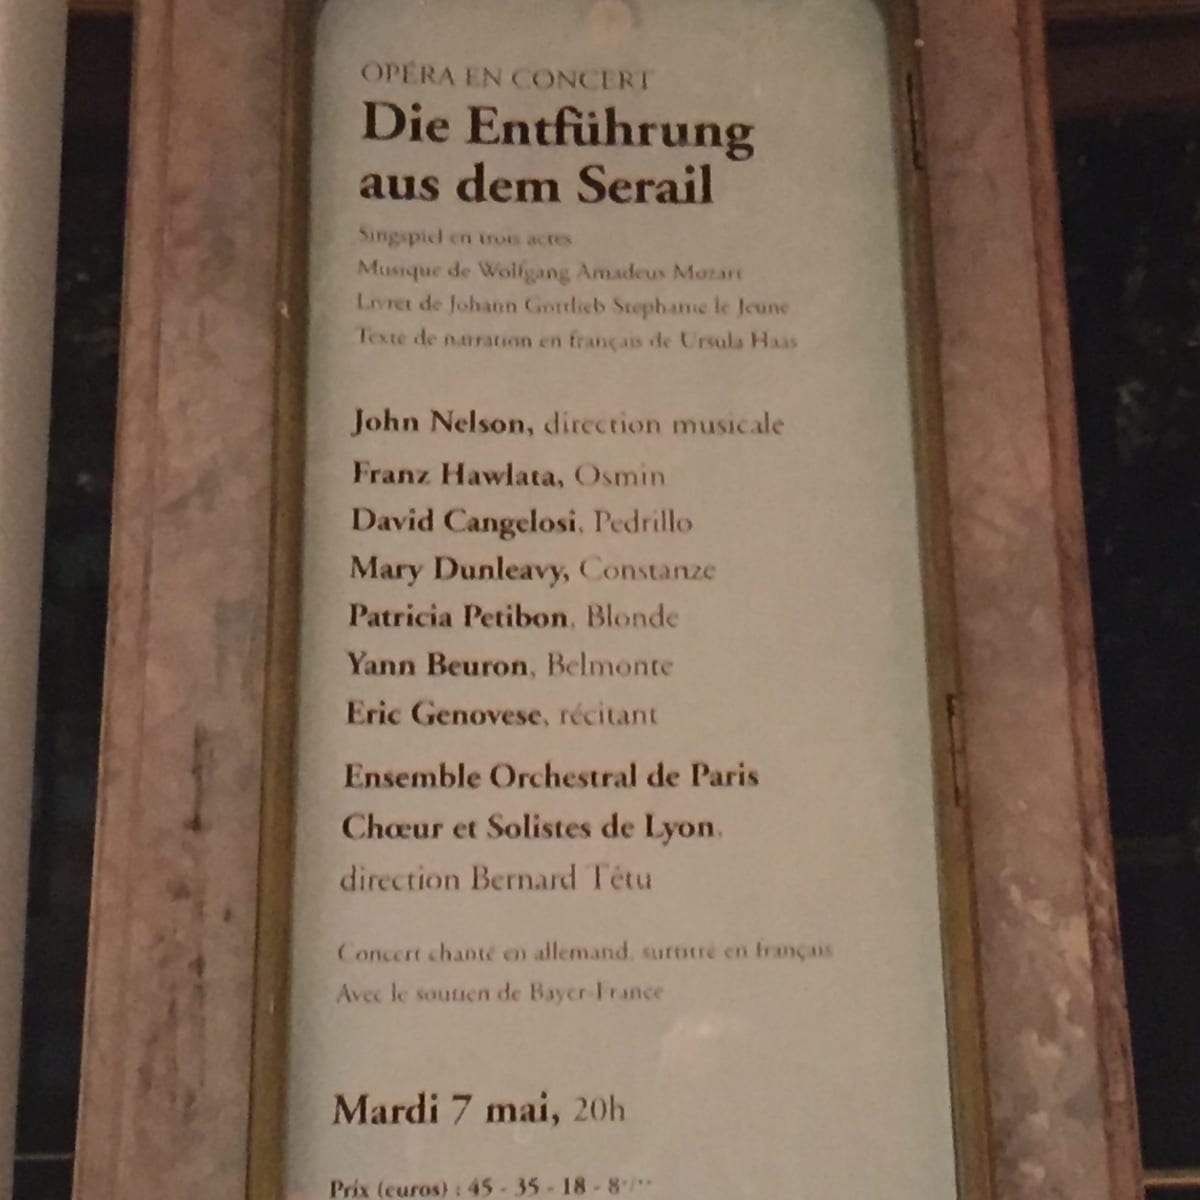 OPÉRA EN CONCERT
Die Entführung
aus dem Serail
Singspiel en trois actes
Musique de Wolfgang Amadeus Mozart
Livret de Johann Gottlieb Stephanie le Jeune
Texte de narration en français de Ursula Haas
John Nelson, direction musicale
Franz Hawlata, Osmin
David Cangelosi, Pedrillo
Mary Dunleavy, Constanze
Patricia Petibon, Blonde
Yann Beuron, Belmonte
Eric Genovese, récitant
Ensemble Orchestral de Paris
Chœur et Solistes de Lyon,
direction Bernard Têtu
Concert chanté en allemand, surtitré en français
Avec le soutien de Bayer-France
Mardi 7 mai, 20h
Prix (euros) : 45 - 35 - 18 - 8